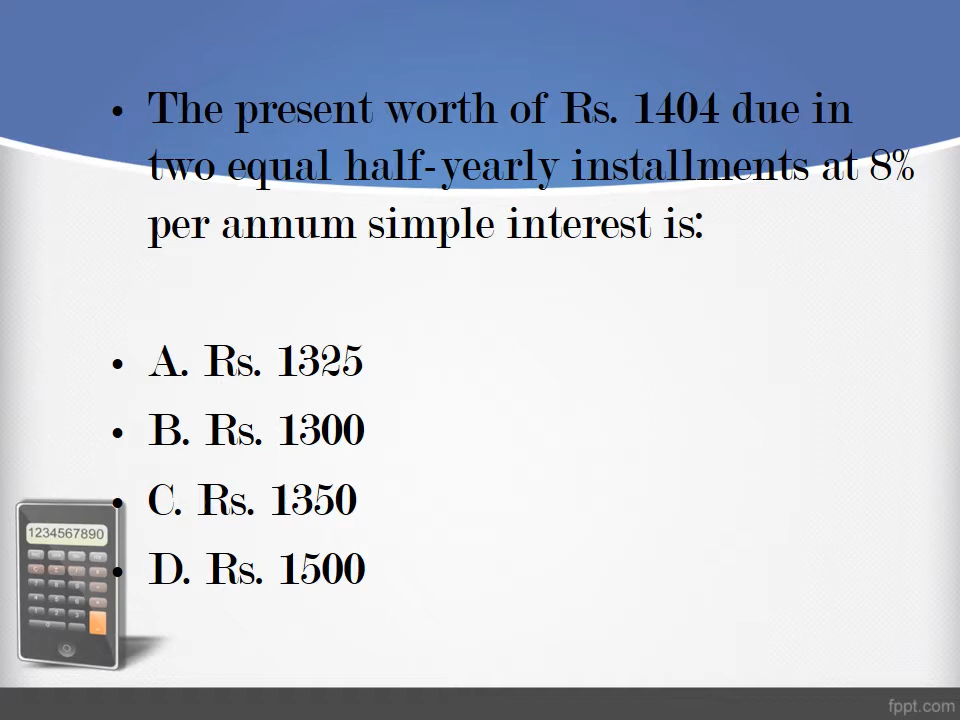 • The present worth of Rs. 1404 due in
two equal half-yearly installments at 8%
per annum simple interest is:
• A. Rs. 1325
• B. Rs. 1300
• C. Rs. 1350
• D. Rs. 1500
1234567890
fppt.com